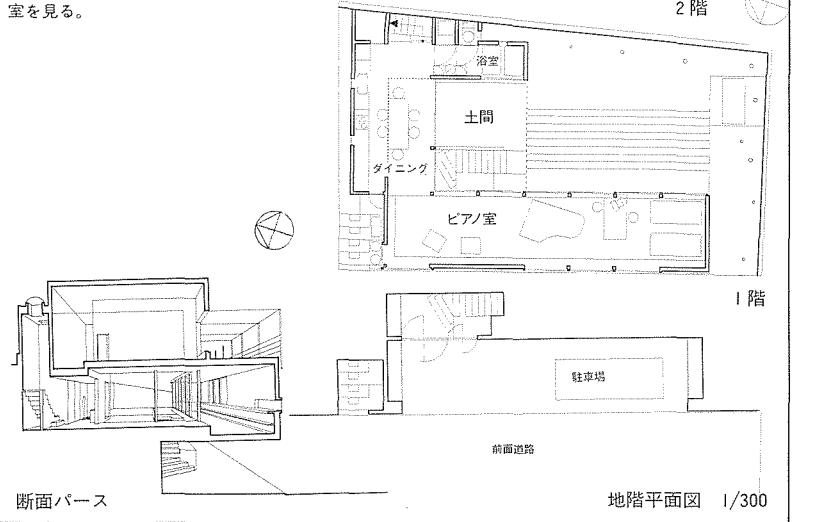 室を見る。
2階
浴室
土間
ダイニング
ピアノ室
1階
駐車場
前面道路
断面パース
地階平面図 1/300